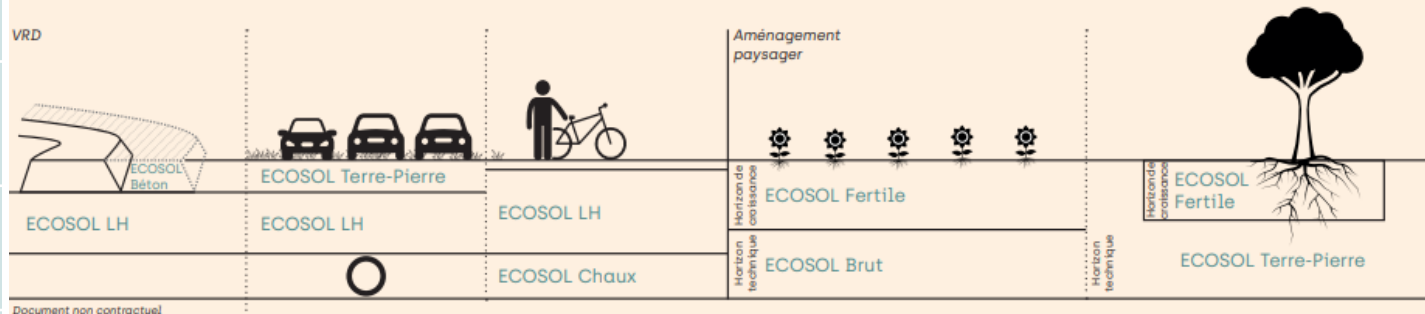 VRD
ECOSOL
Béton
ECOSOL LH
ECOSOL Terre-Pierre
ECOSOL LH
ECOSOL LH
ECOSOL Chaux
Aménagement
paysager
Horizon de
croissance
ECOSOL Fertile
Horizon
technique
ECOSOL Brut
Horizon de
croissance
ECOSOL
Fertile
Horizon
technique
ECOSOL Terre-Pierre
Document non contractuel